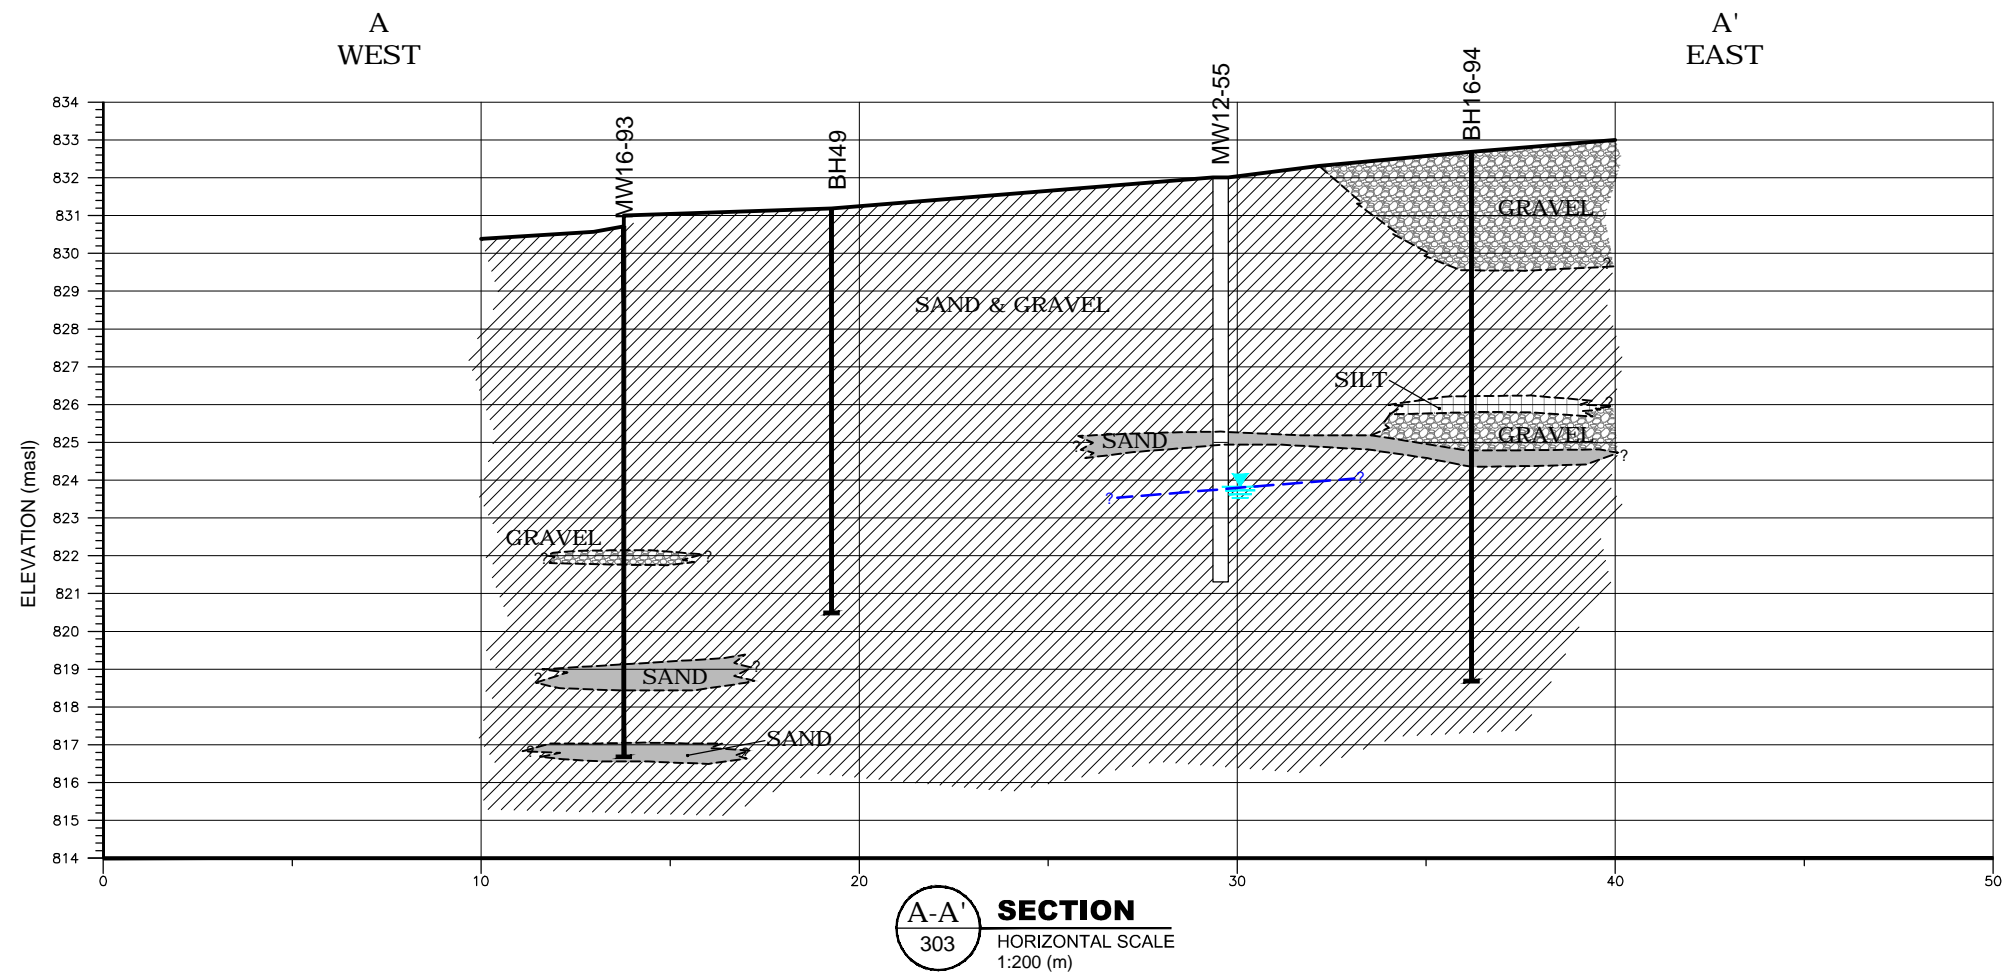 A
WEST
A'
EAST
MW16-93
BH49
MW12-55
BH16-94
834
833
832
831
830
829
828
827
826
825
824
823
822
821
820
819
818
817
816
815
814
ELEVATION (masl)
GRAVEL
?
SAND & GRAVEL
SILT
?
SAND
GRAVEL
?
?
?
?
GRAVEL
?
?
SAND
?
?
SAND
?
?
0
10
20
30
40
50
A-A'
303
SECTION
HORIZONTAL SCALE
1:200 (m)